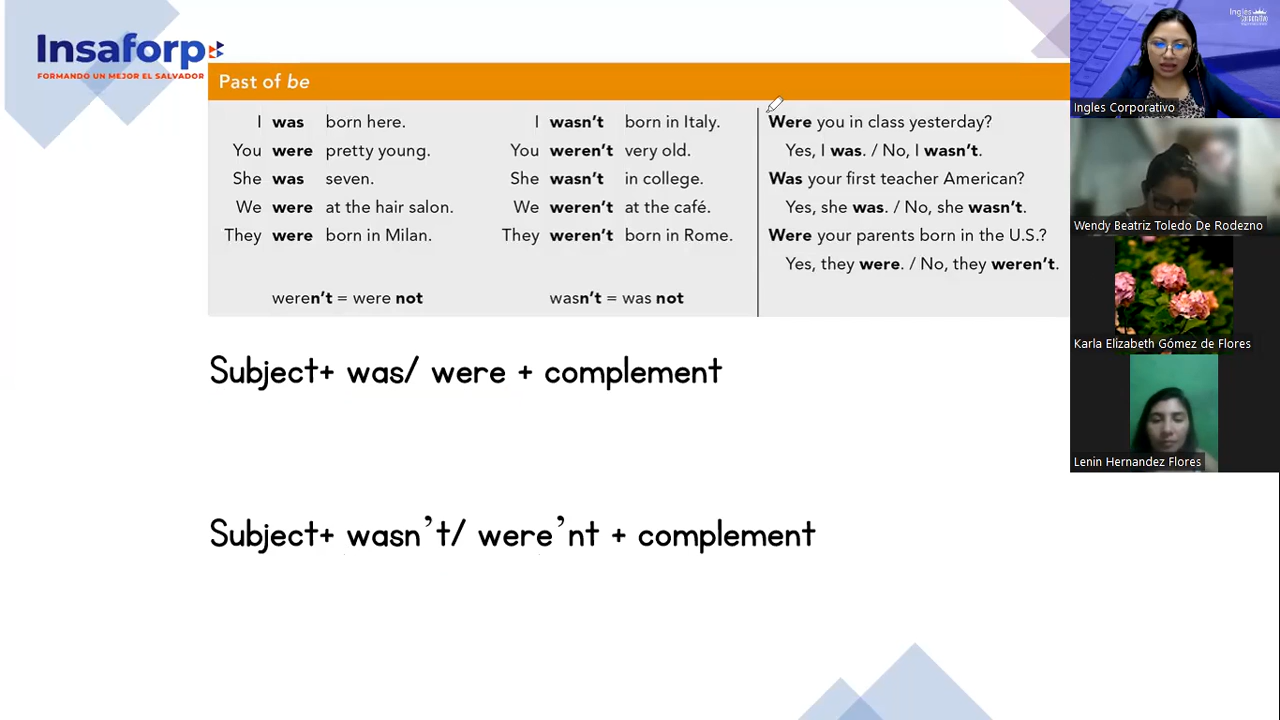 Insaforp
FORMANDO UN MEJOR EL SALVADOR
Past of be
I was born here.
You were pretty young.
She was seven.
We were at the hair salon.
They were born in Milan.
weren't = were not
I wasn't born in Italy.
You weren't very old.
She wasn't in college.
We weren't at the café.
They weren't born in Rome.
wasn't = was not
Were you in class yesterday?
Yes, I was. / No, I wasn't.
Was your first teacher American?
Yes, she was. / No, she wasn't.
Were your parents born in the U.S.?
Yes, they were. / No, they weren't.
Subject+ was/ were + complement
Subject+ wasn't/ were'nt + complement
Ingles Corporativo
Wendy Beatriz Toledo De Rodezno
Karla Elizabeth Gómez de Flores
Lenin Hernandez Flores